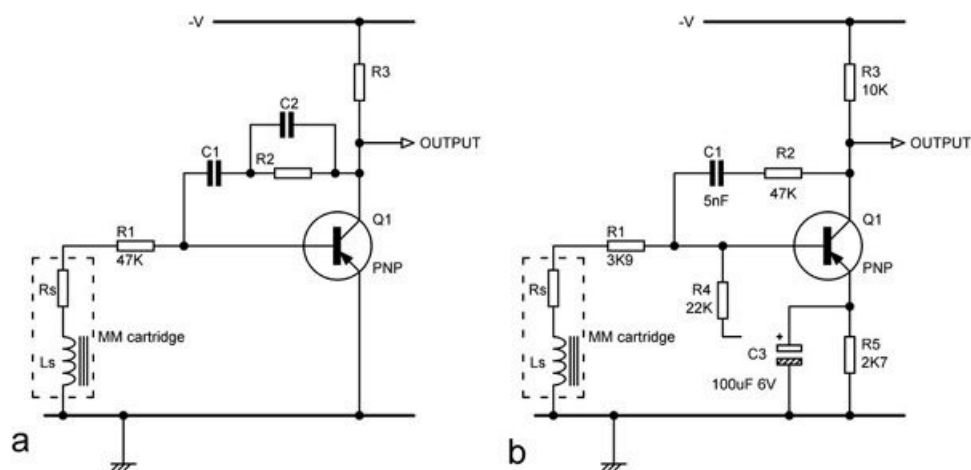 -V
R3
C2
OUTPUT
C1
R2
Q1
R1
47K
PNP
Rs
MM cartridge
Ls
a
-V
R3
10K
OUTPUT
C1
R2
5nF
47K
Q1
R1
3K9
PNP
Rs
R4
22K
MM cartridge
+
C3
R5
2K7
Ls
100uF 6V
b